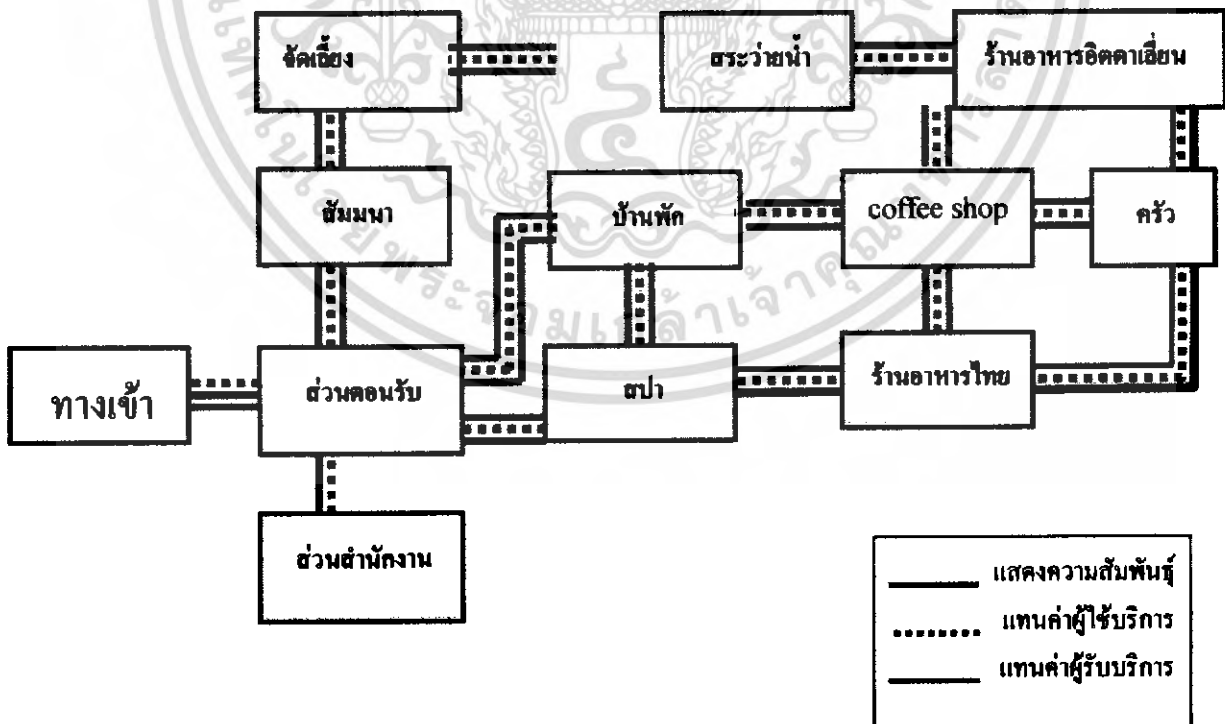 จัดเลี้ยง
สระว่ายน้ำ
ร้านอาหารอิตตาเลี่ยน
สัมมนา
บ้านพัก
coffee shop
ครัว
ทางเข้า
ส่วนตอนรับ
สปา
ร้านอาหารไทย
ส่วนสำนักงาน
แสดงความสัมพันธุ์
แทนค่าผู้ใช้บริการ
แทนค่าผู้รับบริการ